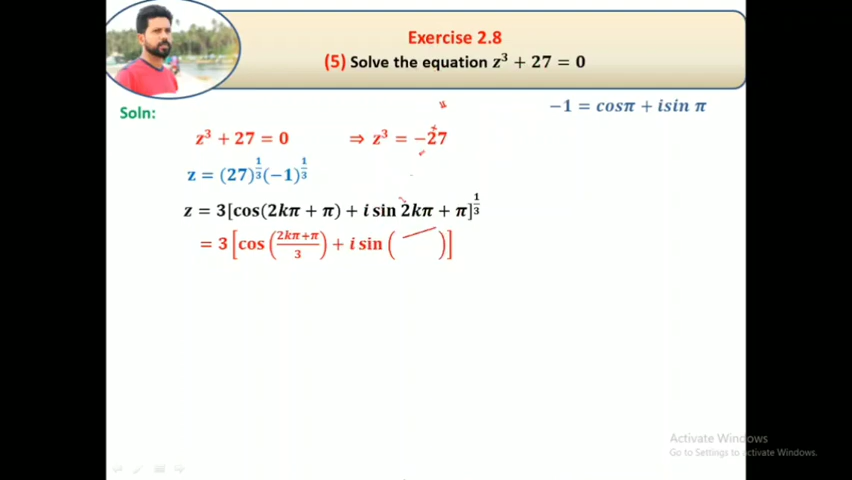 Exercise 2.8
(5) Solve the equation z³ + 27 = 0
Soln:
−1 = cosπ + isin π
z³ + 27 = 0 ⇒ z³ = −27
z = (27)^(1/3)(−1)^(1/3)
z = 3[cos(2kπ + π) + i sin 2kπ + π]^(1/3)
= 3 [cos ((2kπ+π)/3) + i sin ( )]
Activate Windows
Go to Settings to activate Windows.